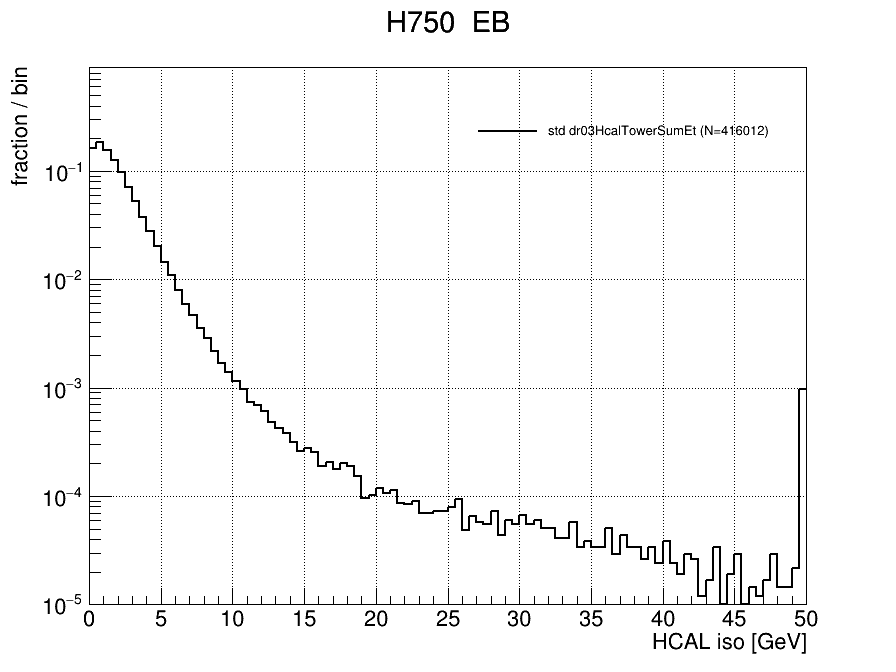 H750 EB
fraction / bin
std dr03HcalTowerSumEt (N=416012)
10⁻¹
10⁻²
10⁻³
10⁻⁴
10⁻⁵
0 5 10 15 20 25 30 35 40 45 50
HCAL iso [GeV]